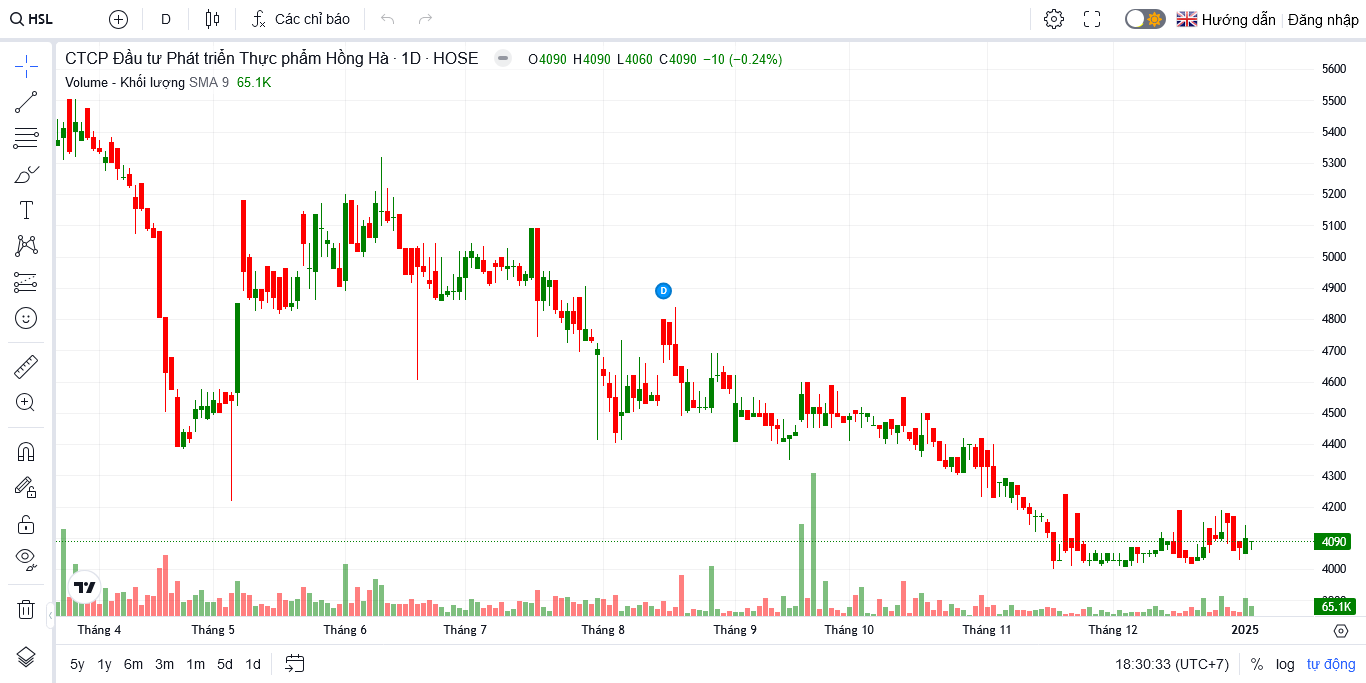 HSL
D
Các chỉ báo
Hướng dẫn
Đăng nhập
CTCP Đầu tư Phát triển Thực phẩm Hồng Hà · 1D · HOSE
O4090 H4090 L4060 C4090 −10 (−0.24%)
Volume - Khối lượng SMA 9 65.1K
5600
5500
5400
5300
5200
5100
5000
4900
4800
4700
4600
4500
4400
4300
4200
4090
4000
65.1K
D
Tháng 4
Tháng 5
Tháng 6
Tháng 7
Tháng 8
Tháng 9
Tháng 10
Tháng 11
Tháng 12
2025
5y 1y 6m 3m 1m 5d 1d
18:30:33 (UTC+7)
% log tự động